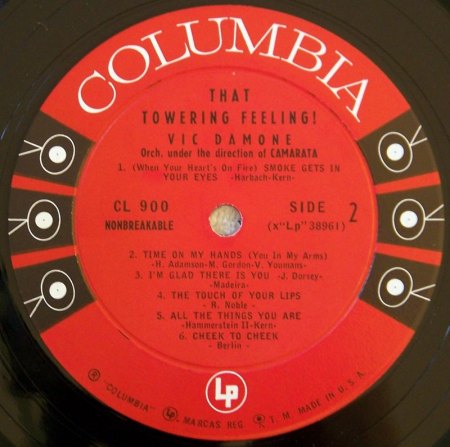 COLUMBIA
THAT
TOWERING FEELING!
VIC DAMONE
Orch. under the direction of CAMARATA
1. (When Your Heart's On Fire) SMOKE GETS IN
YOUR EYES -Harbach-Kern-
CL 900
NONBREAKABLE
SIDE 2
(x"Lp"38961)
2. TIME ON MY HANDS (You In My Arms)
-H. Adamson-M. Gordon-V. Youmans-
3. I'M GLAD THERE IS YOU -J. Dorsey-
-Madeira-
4. THE TOUCH OF YOUR LIPS
- R. Noble -
5. ALL THE THINGS YOU ARE
-Hammerstein II-Kern-
6. CHEEK TO CHEEK
- Berlin -
LP
® "COLUMBIA" LP MARCAS REG ® T. M. MADE IN U.S.A.